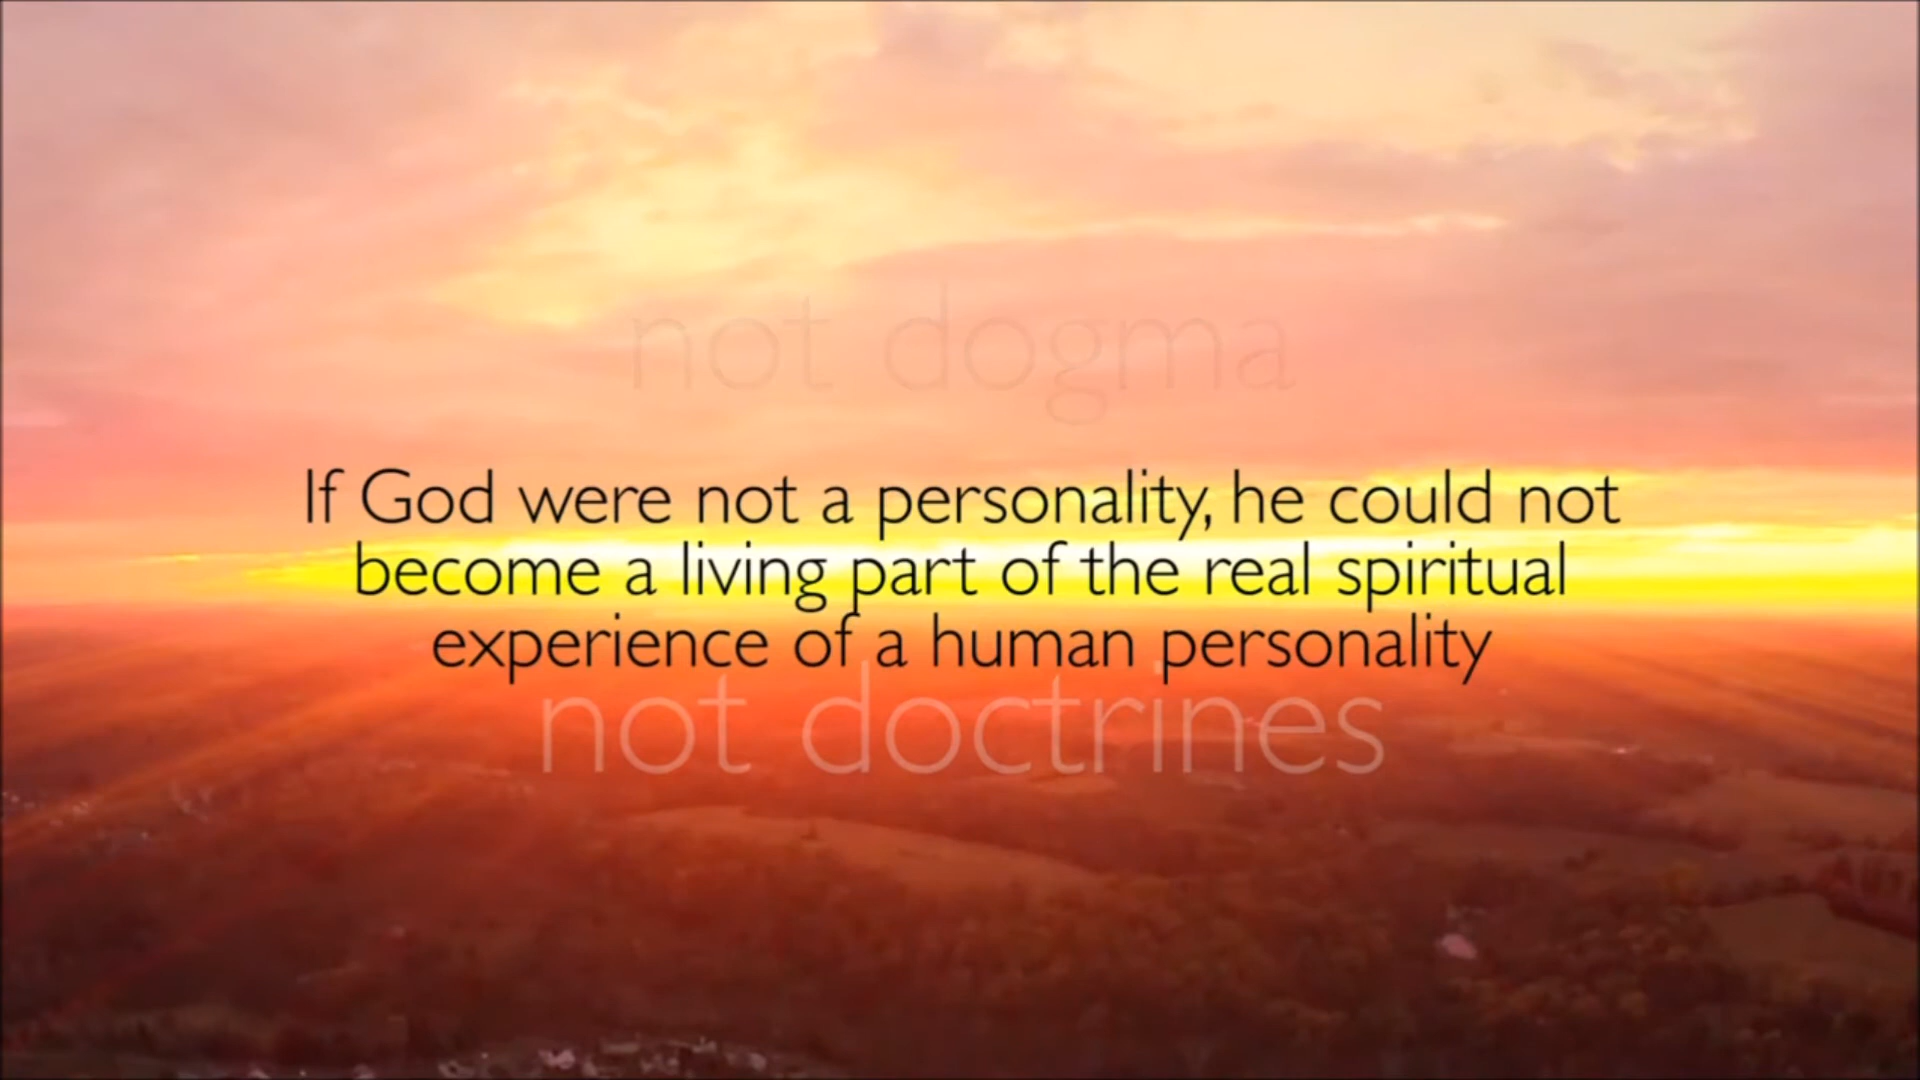 not dogma
If God were not a personality, he could not
become a living part of the real spiritual
experience of a human personality
not doctrines